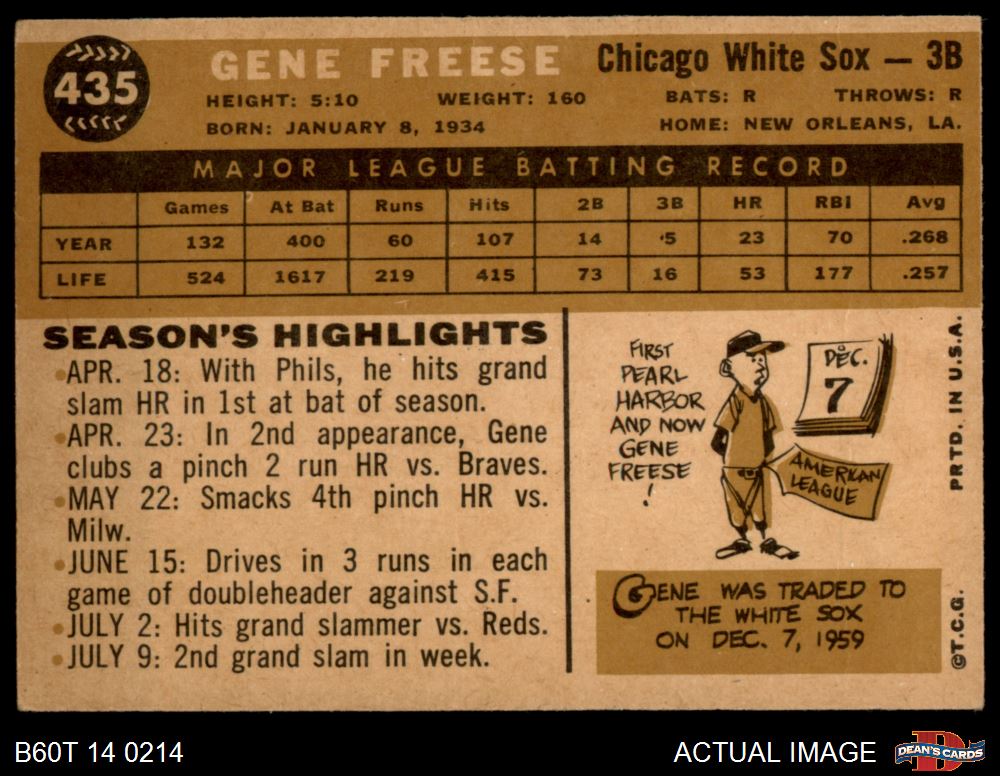 435
GENE FREESE Chicago White Sox — 3B
HEIGHT: 5:10 WEIGHT: 160 BATS: R THROWS: R
BORN: JANUARY 8, 1934 HOME: NEW ORLEANS, LA.
MAJOR LEAGUE BATTING RECORD
Games At Bat Runs Hits 2B 3B HR RBI Avg
YEAR 132 400 60 107 14 5 23 70 .268
LIFE 524 1617 219 415 73 16 53 177 .257
SEASON'S HIGHLIGHTS
•APR. 18: With Phils, he hits grand
slam HR in 1st at bat of season.
•APR. 23: In 2nd appearance, Gene
clubs a pinch 2 run HR vs. Braves.
•MAY 22: Smacks 4th pinch HR vs.
Milw.
•JUNE 15: Drives in 3 runs in each
game of doubleheader against S.F.
•JULY 2: Hits grand slammer vs. Reds.
•JULY 9: 2nd grand slam in week.
FIRST
PEARL
HARBOR
AND NOW
GENE
FREESE
!
DEC.
7
AMERICAN
LEAGUE
GENE WAS TRADED TO
THE WHITE SOX
ON DEC. 7, 1959
©T.C.G. PRTD. IN U.S.A.
B60T 14 0214
ACTUAL IMAGE
DEAN'S CARDS